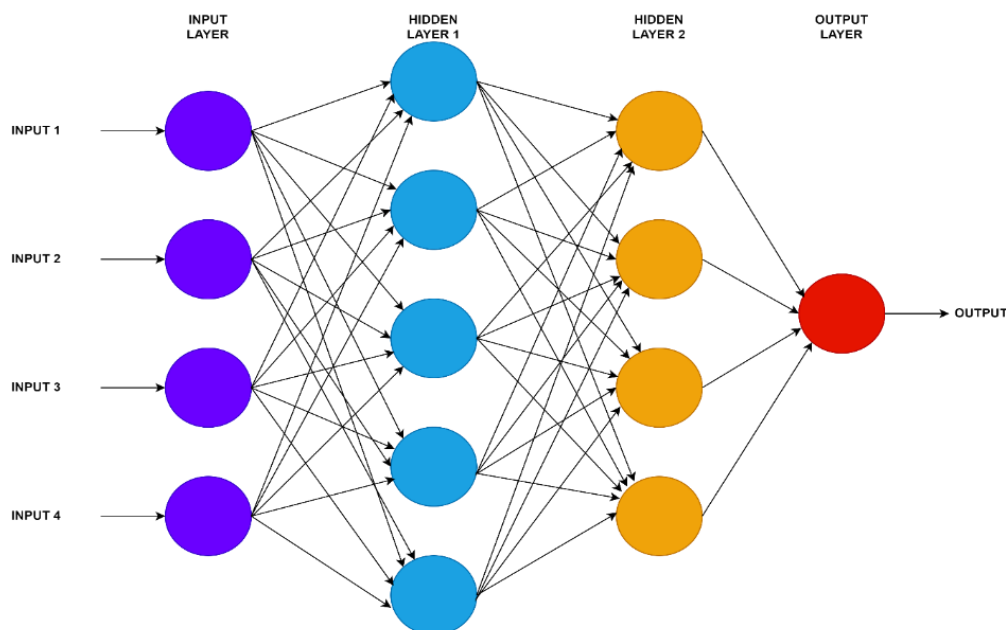 INPUT
LAYER
HIDDEN
LAYER 1
HIDDEN
LAYER 2
OUTPUT
LAYER
INPUT 1
INPUT 2
INPUT 3
INPUT 4
OUTPUT